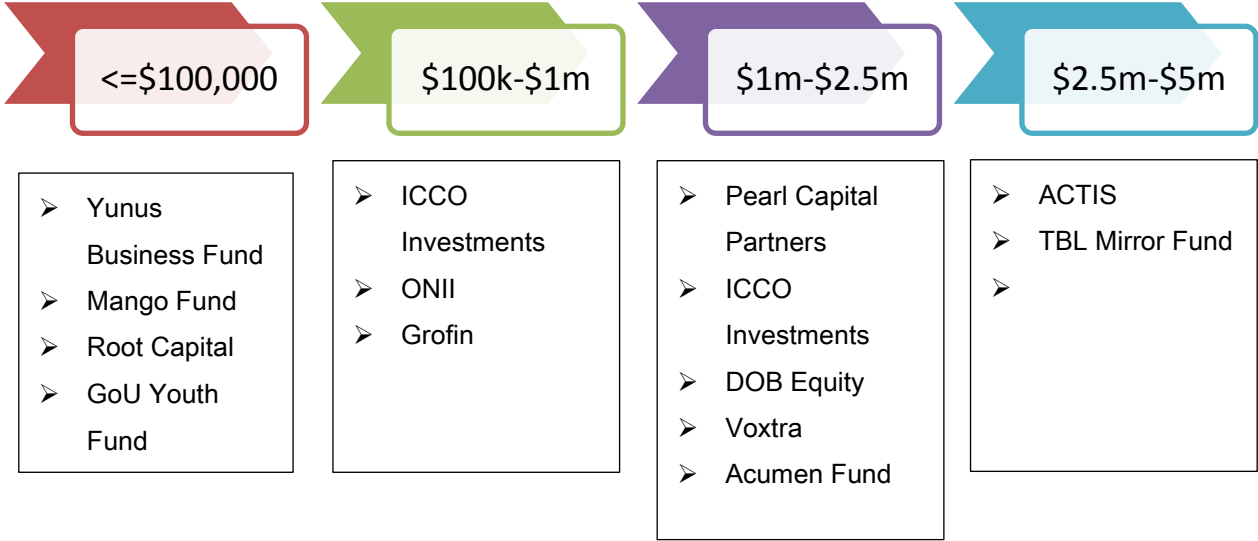 <=$100,000
$100k-$1m
$1m-$2.5m
$2.5m-$5m
➢ Yunus
Business Fund
➢ Mango Fund
➢ Root Capital
➢ GoU Youth
Fund
➢ ICCO
Investments
➢ ONII
➢ Grofin
➢ Pearl Capital
Partners
➢ ICCO
Investments
➢ DOB Equity
➢ Voxtra
➢ Acumen Fund
➢ ACTIS
➢ TBL Mirror Fund
➢